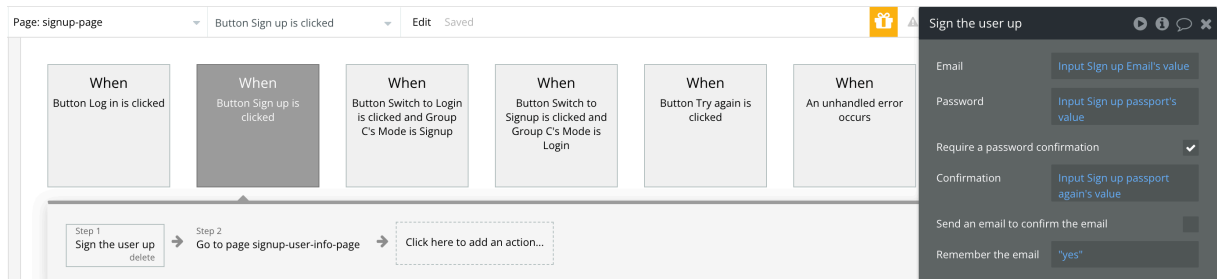 Page: signup-page
Button Sign up is clicked
Edit
Saved
When
Button Log in is clicked
When
Button Sign up is
clicked
When
Button Switch to Login
is clicked and Group
C's Mode is Signup
When
Button Switch to
Signup is clicked and
Group C's Mode is
Login
When
Button Try again is
clicked
When
An unhandled error
occurs
Step 1
Sign the user up
delete
Step 2
Go to page signup-user-info-page
Click here to add an action...
Sign the user up
Email
Input SIgn up Email's value
Password
Input Sign up passport's
value
Require a password confirmation
Confirmation
Input Sign up passport
again's value
Send an email to confirm the email
Remember the email
"yes"